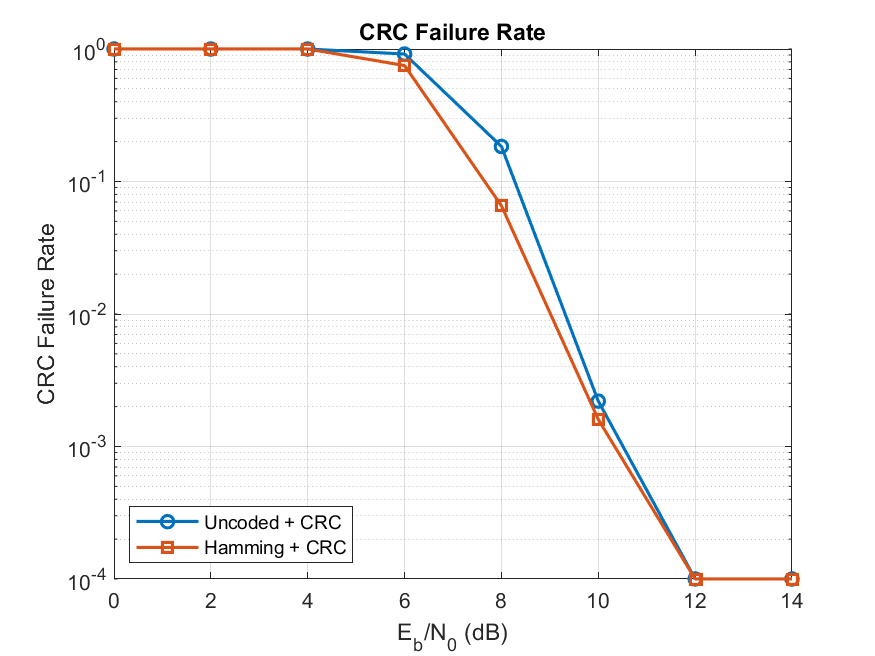 CRC Failure Rate
10^0
10^-1
10^-2
10^-3
10^-4
CRC Failure Rate
Uncoded + CRC
Hamming + CRC
0 2 4 6 8 10 12 14
E_b/N_0 (dB)